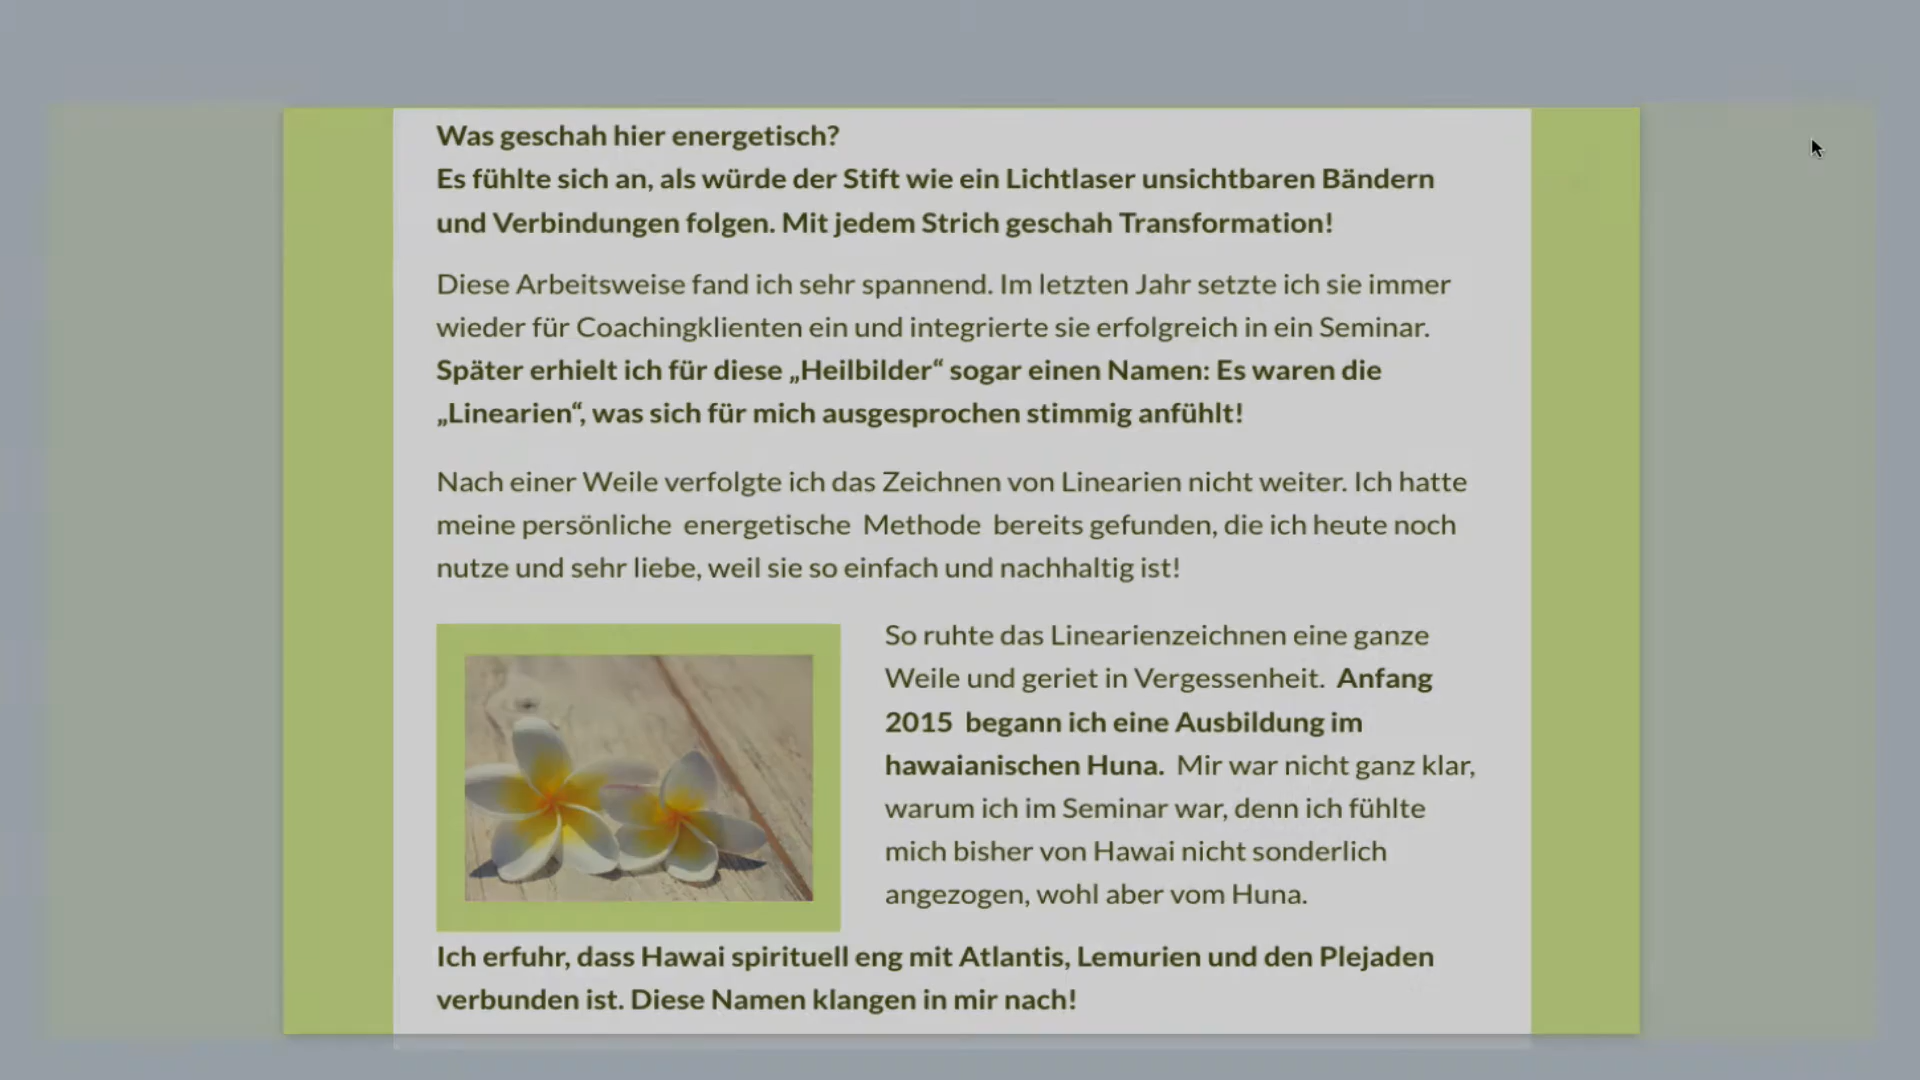 Was geschah hier energetisch?
Es fühlte sich an, als würde der Stift wie ein Lichtlaser unsichtbaren Bändern
und Verbindungen folgen. Mit jedem Strich geschah Transformation!
Diese Arbeitsweise fand ich sehr spannend. Im letzten Jahr setzte ich sie immer
wieder für Coachingklienten ein und integrierte sie erfolgreich in ein Seminar.
Später erhielt ich für diese „Heilbilder“ sogar einen Namen: Es waren die
„Linearien“, was sich für mich ausgesprochen stimmig anfühlt!
Nach einer Weile verfolgte ich das Zeichnen von Linearien nicht weiter. Ich hatte
meine persönliche energetische Methode bereits gefunden, die ich heute noch
nutze und sehr liebe, weil sie so einfach und nachhaltig ist!
So ruhte das Linearienzeichnen eine ganze
Weile und geriet in Vergessenheit. Anfang
2015 begann ich eine Ausbildung im
hawaianischen Huna. Mir war nicht ganz klar,
warum ich im Seminar war, denn ich fühlte
mich bisher von Hawai nicht sonderlich
angezogen, wohl aber vom Huna.
Ich erfuhr, dass Hawai spirituell eng mit Atlantis, Lemurien und den Plejaden
verbunden ist. Diese Namen klangen in mir nach!